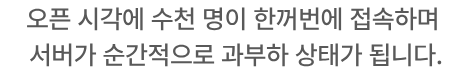 오픈 시각에 수천 명이 한꺼번에 접속하며
서버가 순간적으로 과부하 상태가 됩니다.